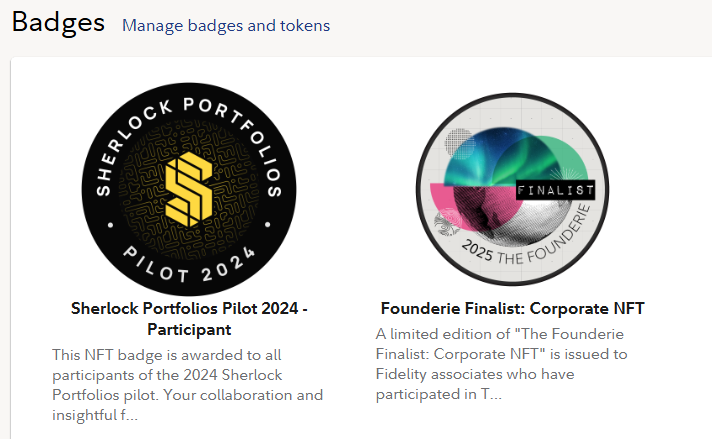 Badges Manage badges and tokens
SHERLOCK PORTFOLIOS
• PILOT 2024 •
FINALIST
2025 THE FOUNDERIE
Sherlock Portfolios Pilot 2024 -
Participant
This NFT badge is awarded to all
participants of the 2024 Sherlock
Portfolios pilot. Your collaboration and
insightful f...
Founderie Finalist: Corporate NFT
A limited edition of "The Founderie
Finalist: Corporate NFT" is issued to
Fidelity associates who have
participated in T...